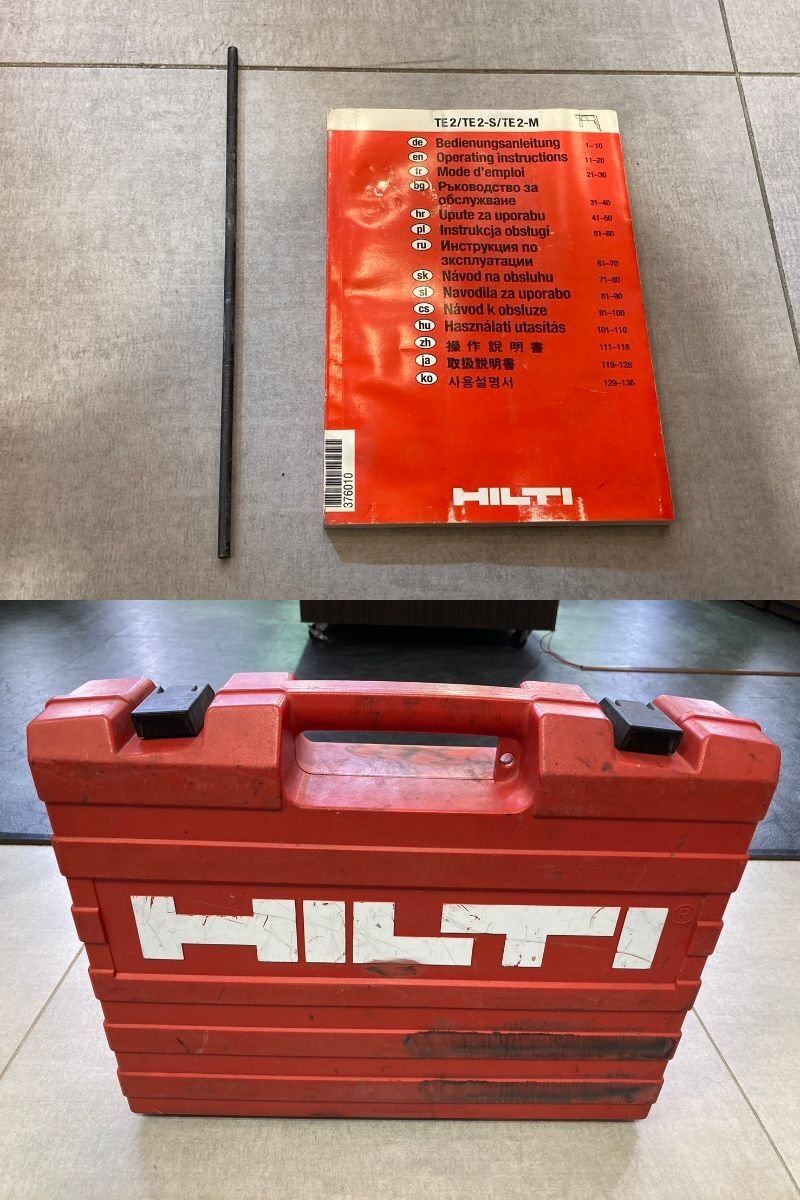 TE2/TE2-S/TE2-M
de Bedienungsanleitung 1–10
en Operating instructions 11–20
fr Mode d'emploi 21–30
bg Ръководство за
обслужване 31–40
hr Upute za uporabu 41–50
pl Instrukcja obsługi 51–60
ru Инструкция по
эксплуатации 61–70
sk Návod na obsluhu 71–80
sl Navodila za uporabo 81–90
cs Návod k obsluze 91–100
hu Használati utasítás 101–110
zh 操作說明書 111–118
ja 取扱説明書 119–128
ko 사용설명서 129–136
376010
HILTI
HILTI®